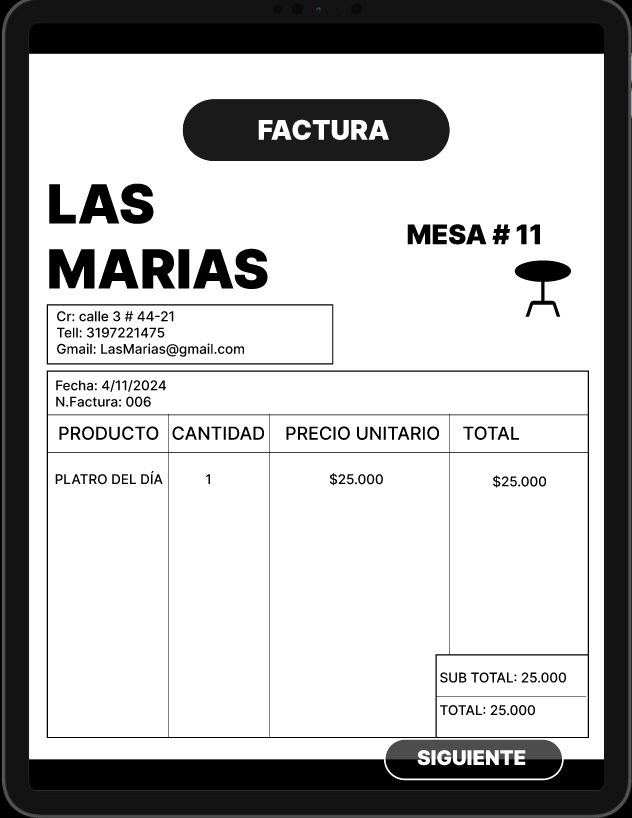 FACTURA
LAS
MARIAS
MESA # 11
Cr: calle 3 # 44-21
Tell: 3197221475
Gmail: LasMarias@gmail.com
Fecha: 4/11/2024
N.Factura: 006
PRODUCTO CANTIDAD PRECIO UNITARIO TOTAL
PLATRO DEL DÍA 1 $25.000 $25.000
SUB TOTAL: 25.000
TOTAL: 25.000
SIGUIENTE